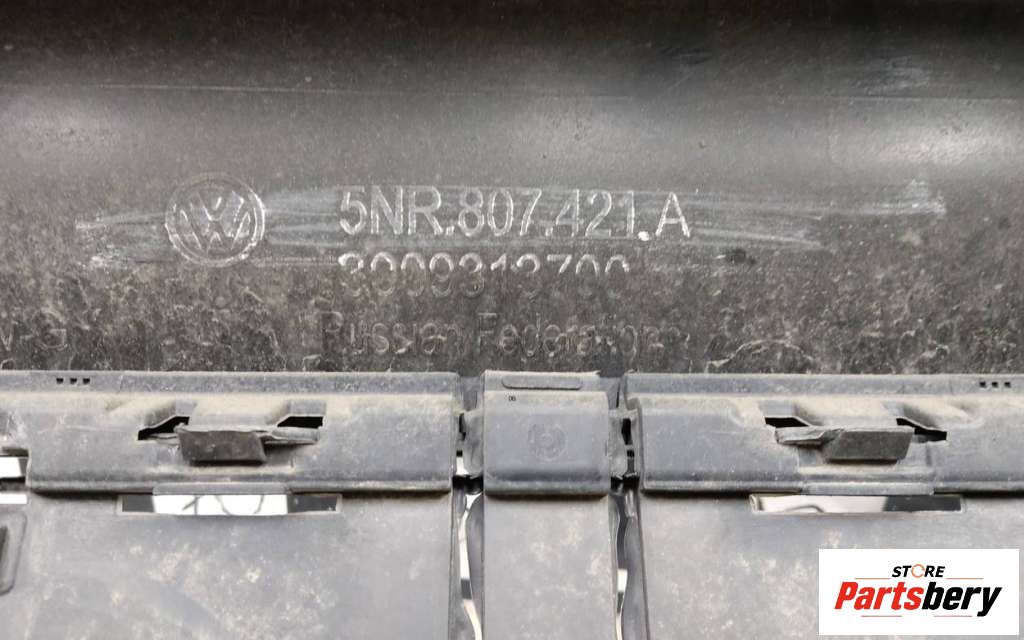 5NR.807.421.A
Russian Federation
STORE
Partsbery